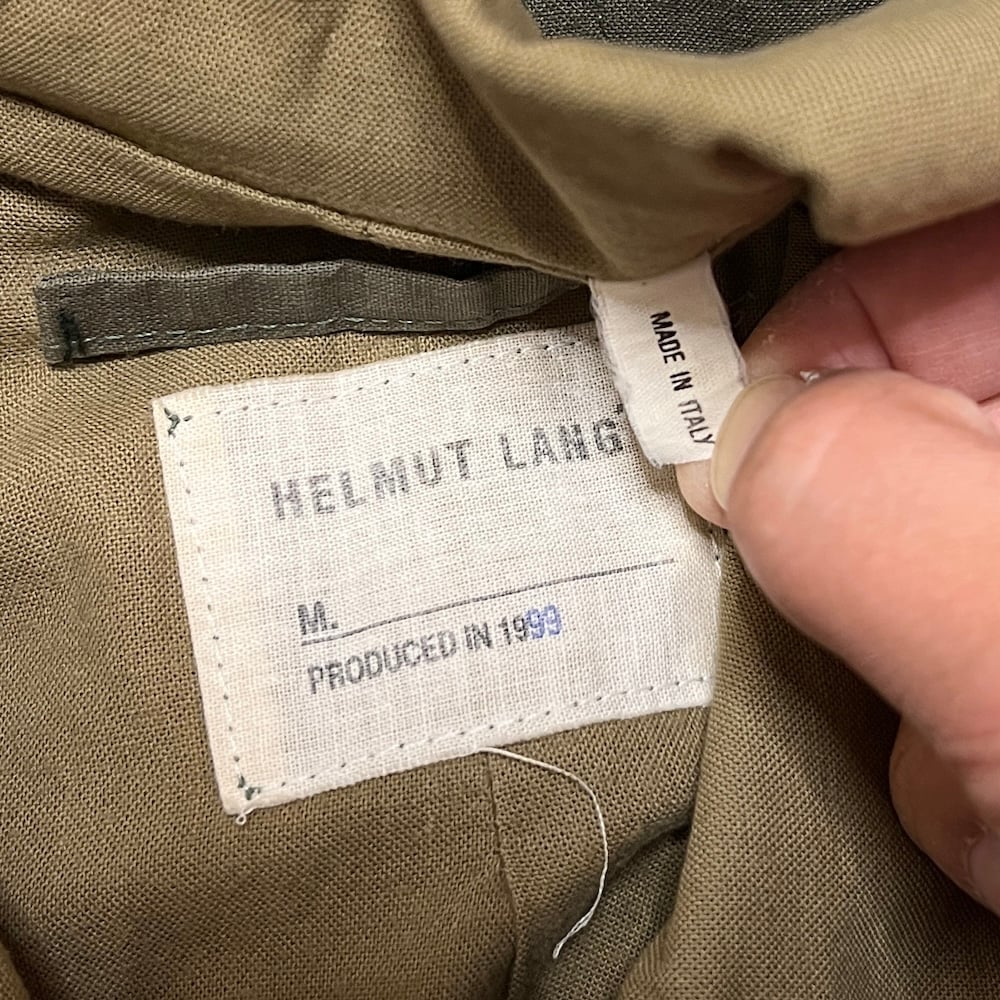 HELMUT LANG
M.
PRODUCED IN 1999
MADE IN ITALY